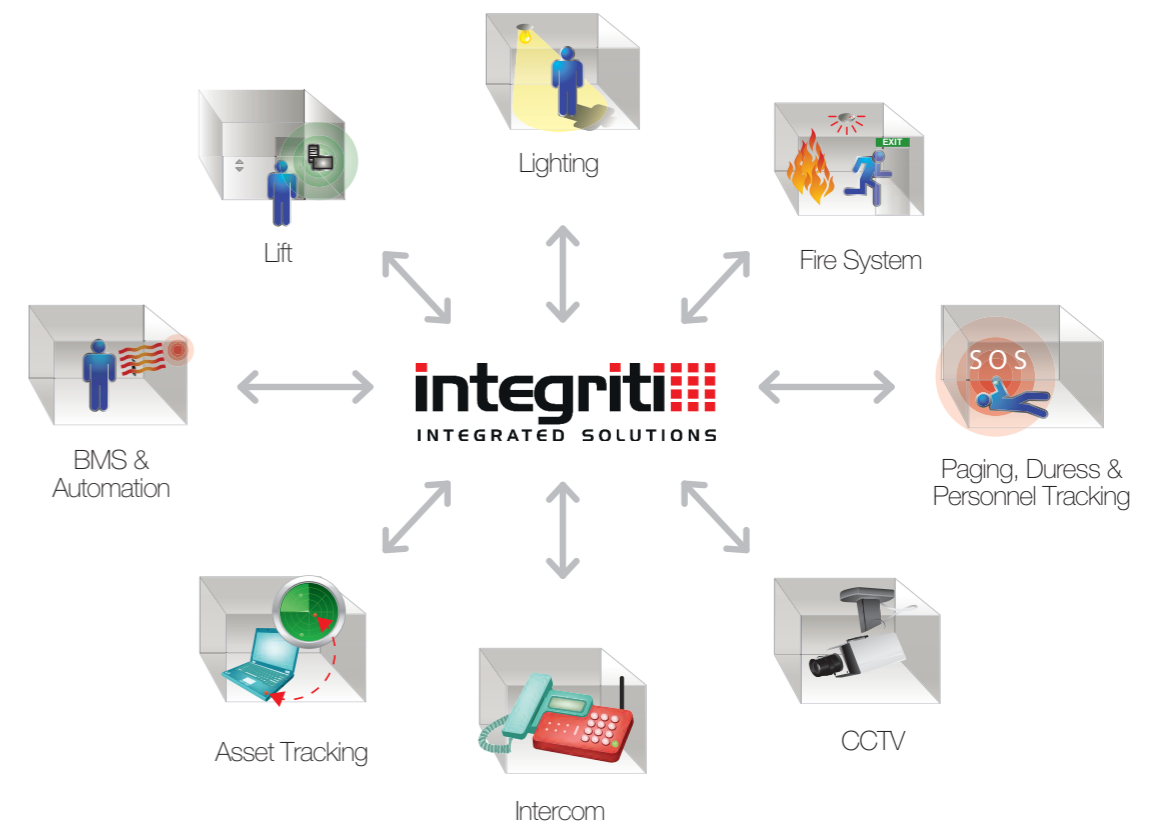 Lighting
Lift
EXIT
Fire System
BMS &
Automation
integriti
INTEGRATED SOLUTIONS
SOS
Paging, Duress &
Personnel Tracking
Asset Tracking
Intercom
CCTV